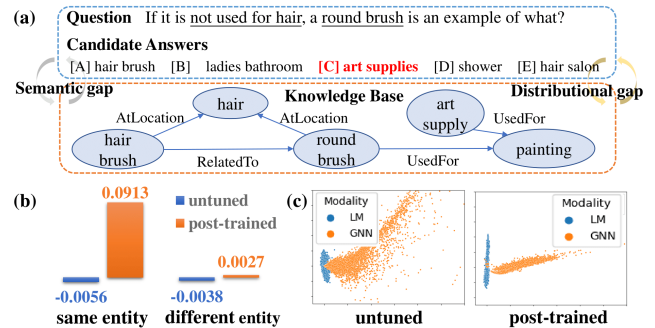 (a) Question If it is not used for hair, a round brush is an example of what?
Candidate Answers
[A] hair brush [B] ladies bathroom [C] art supplies [D] shower [E] hair salon
Semantic gap
Knowledge Base
Distributional gap
hair
art supply
AtLocation
AtLocation
UsedFor
hair brush
round brush
painting
RelatedTo
UsedFor
(b)
0.0913
untuned
post-trained
0.0027
-0.0056
-0.0038
same entity
different entity
(c)
Modality
LM
GNN
Modality
LM
GNN
untuned
post-trained